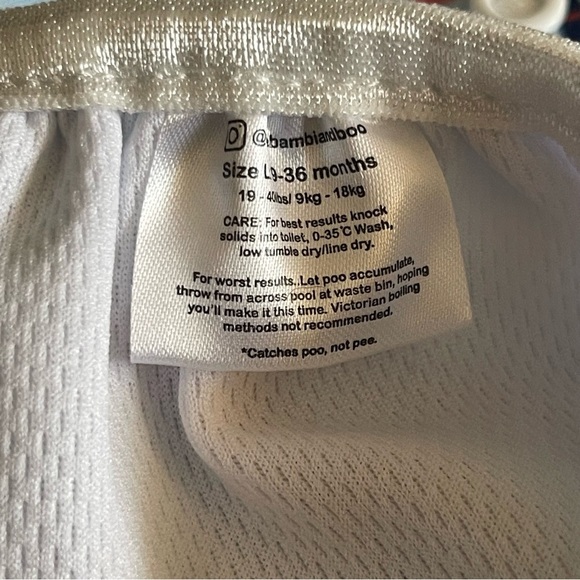 @bambiandboo
Size L 9-36 months
19 - 40lbs/ 9kg - 18kg
CARE: For best results knock
solids into toilet, 0-35°C Wash,
low tumble dry/line dry.
For worst results..Let poo accumulate,
throw from across pool at waste bin, hoping
you'll make it this time. Victorian boiling
methods not recommended.
*Catches poo, not pee.